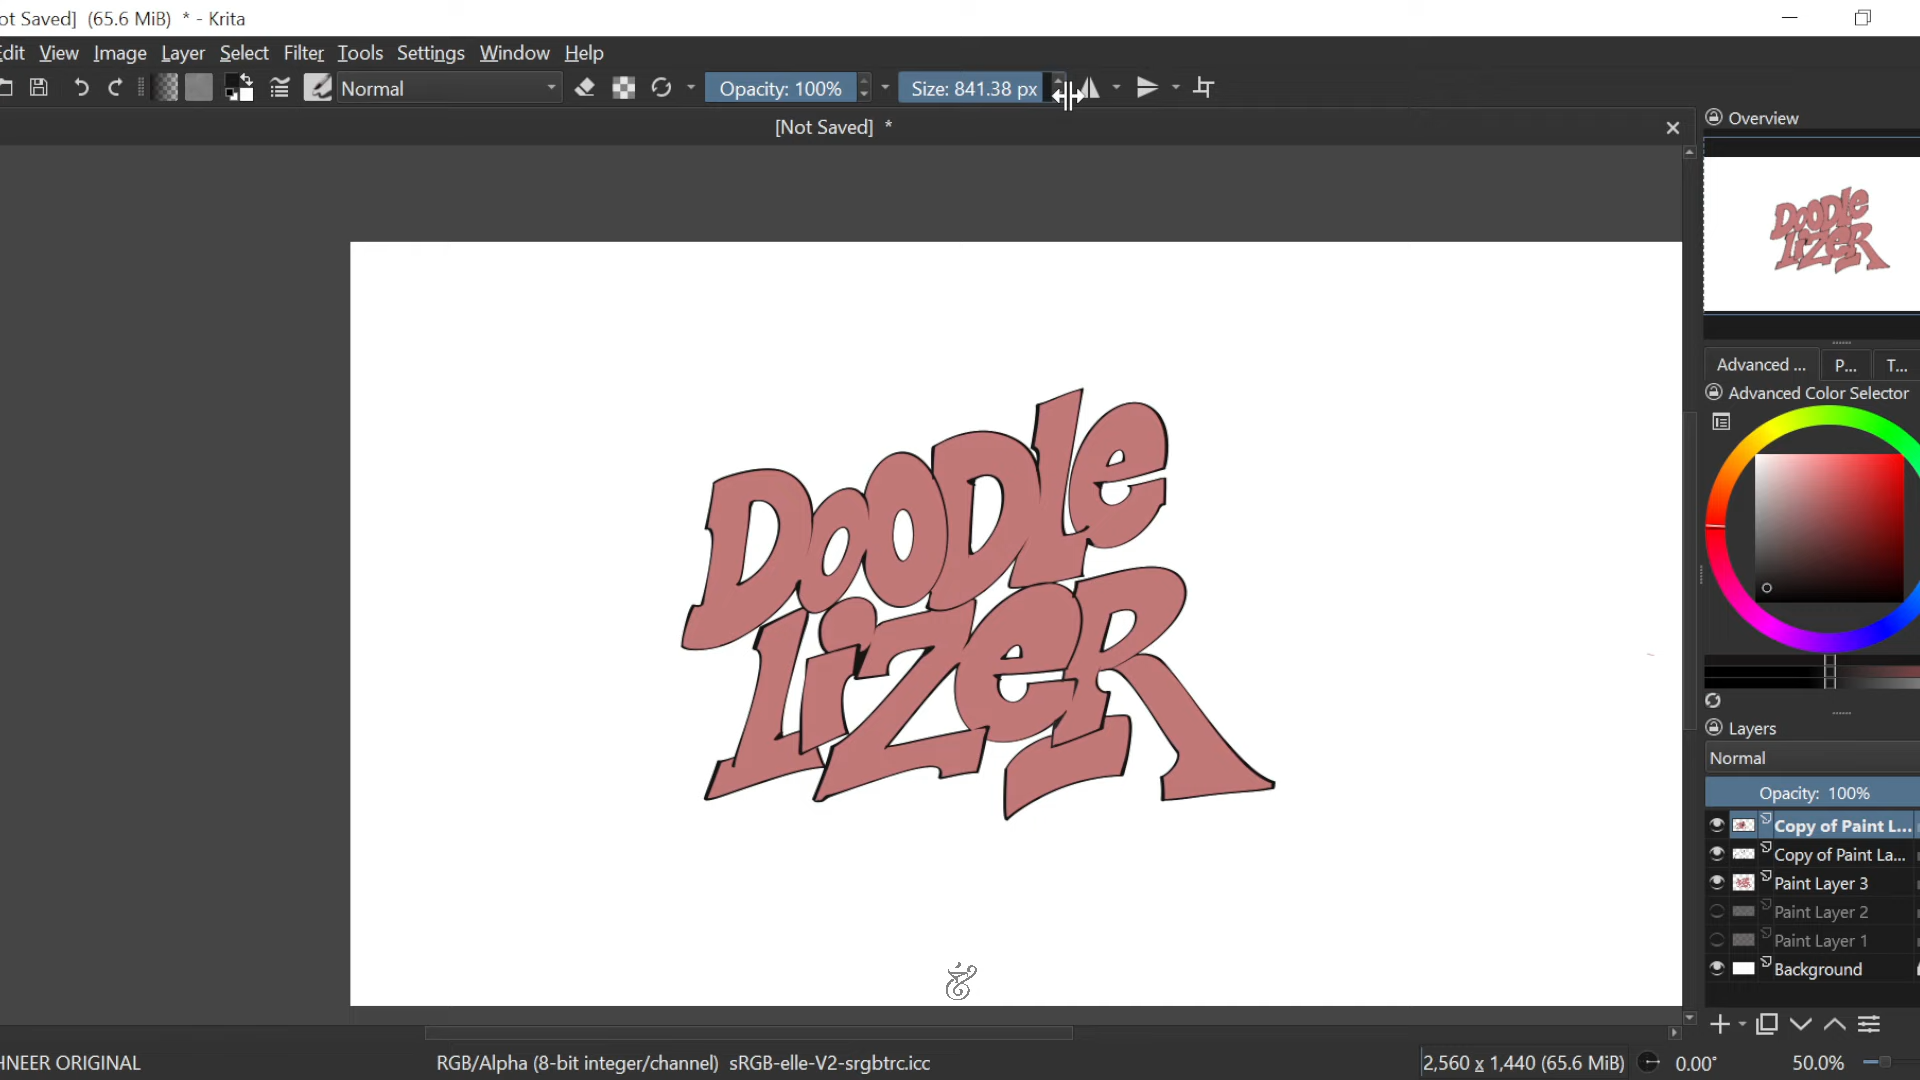 ot Saved] (65.6 MiB) * - Krita
Edit View Image Layer Select Filter Tools Settings Window Help
Normal Opacity: 100% Size: 841.38 px
[Not Saved] *
Overview
DOODle
LiZER
DOODle
LiZER
Advanced ... P... T...
Advanced Color Selector
Layers
Normal
Opacity: 100%
Copy of Paint L...
Copy of Paint La...
Paint Layer 3
Paint Layer 2
Paint Layer 1
Background
HNEER ORIGINAL RGB/Alpha (8-bit integer/channel) sRGB-elle-V2-srgbtrc.icc 2,560 x 1,440 (65.6 MiB) 0.00° 50.0%